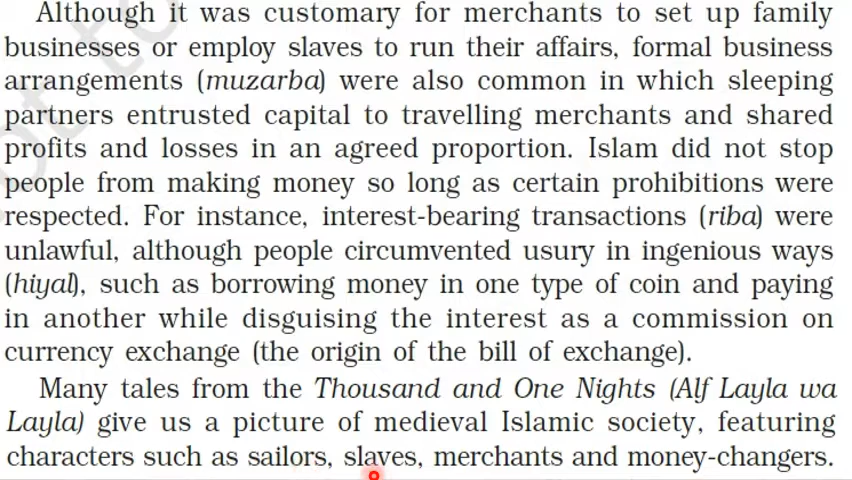 Although it was customary for merchants to set up family
businesses or employ slaves to run their affairs, formal business
arrangements (muzarba) were also common in which sleeping
partners entrusted capital to travelling merchants and shared
profits and losses in an agreed proportion. Islam did not stop
people from making money so long as certain prohibitions were
respected. For instance, interest-bearing transactions (riba) were
unlawful, although people circumvented usury in ingenious ways
(hiyal), such as borrowing money in one type of coin and paying
in another while disguising the interest as a commission on
currency exchange (the origin of the bill of exchange).
Many tales from the Thousand and One Nights (Alf Layla wa
Layla) give us a picture of medieval Islamic society, featuring
characters such as sailors, slaves, merchants and money-changers.